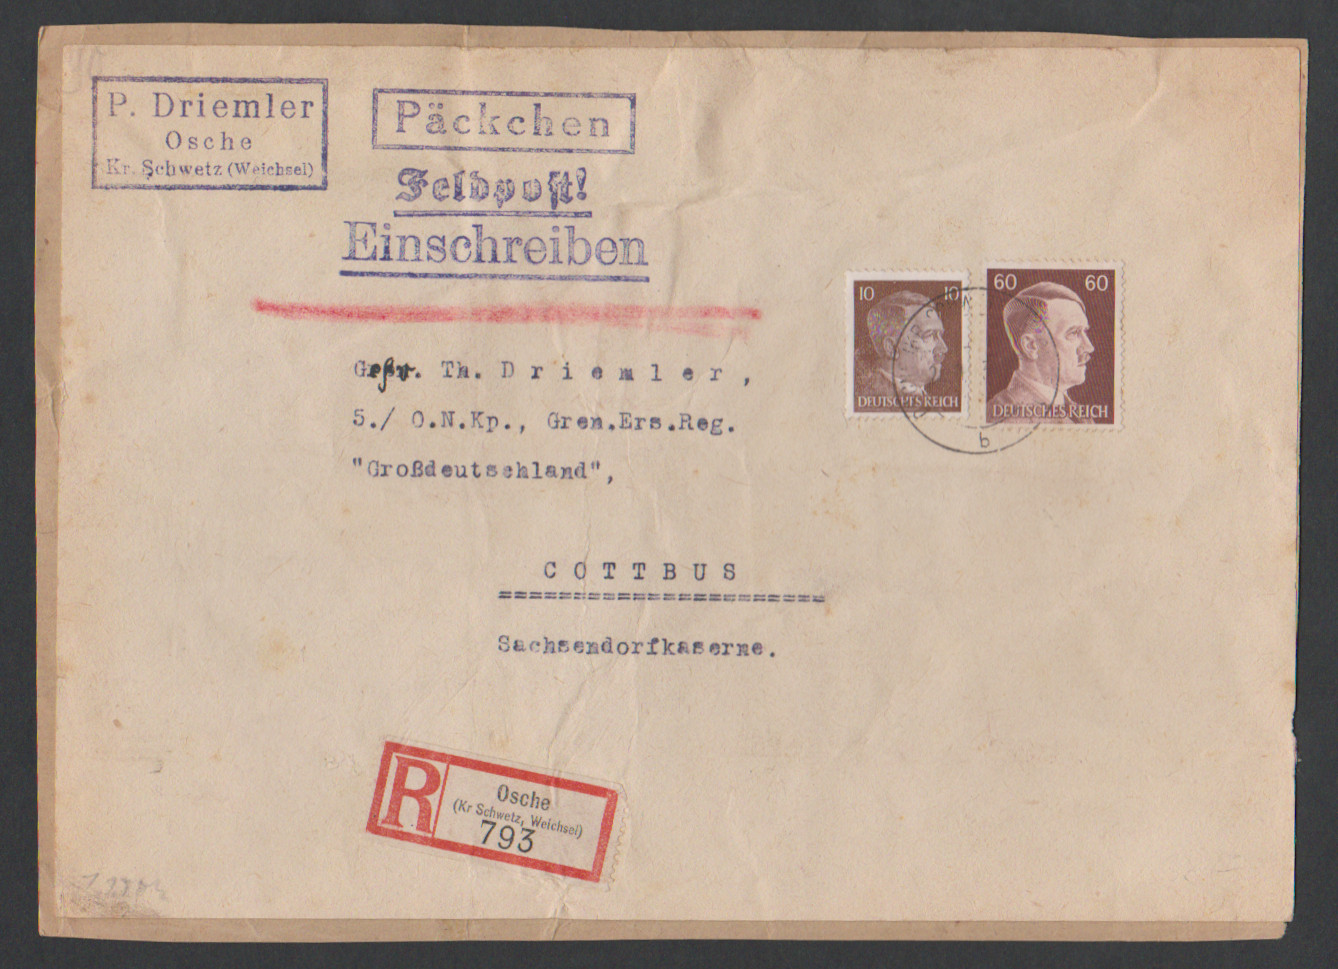 P. Driemler
Osche
Kr. Schwetz (Weichsel)
Päckchen
Feldpost!
Einschreiben
10 10
DEUTSCHES REICH
60 60
DEUTSCHES REICH
b
Th. Driemler,
5./ O.N.Kp., Gren.Ers.Reg.
"Großdeutschland",
COTTBUS
====================
Sachsendorfkaserne.
R
Osche
(Kr Schwetz, Weichsel)
793